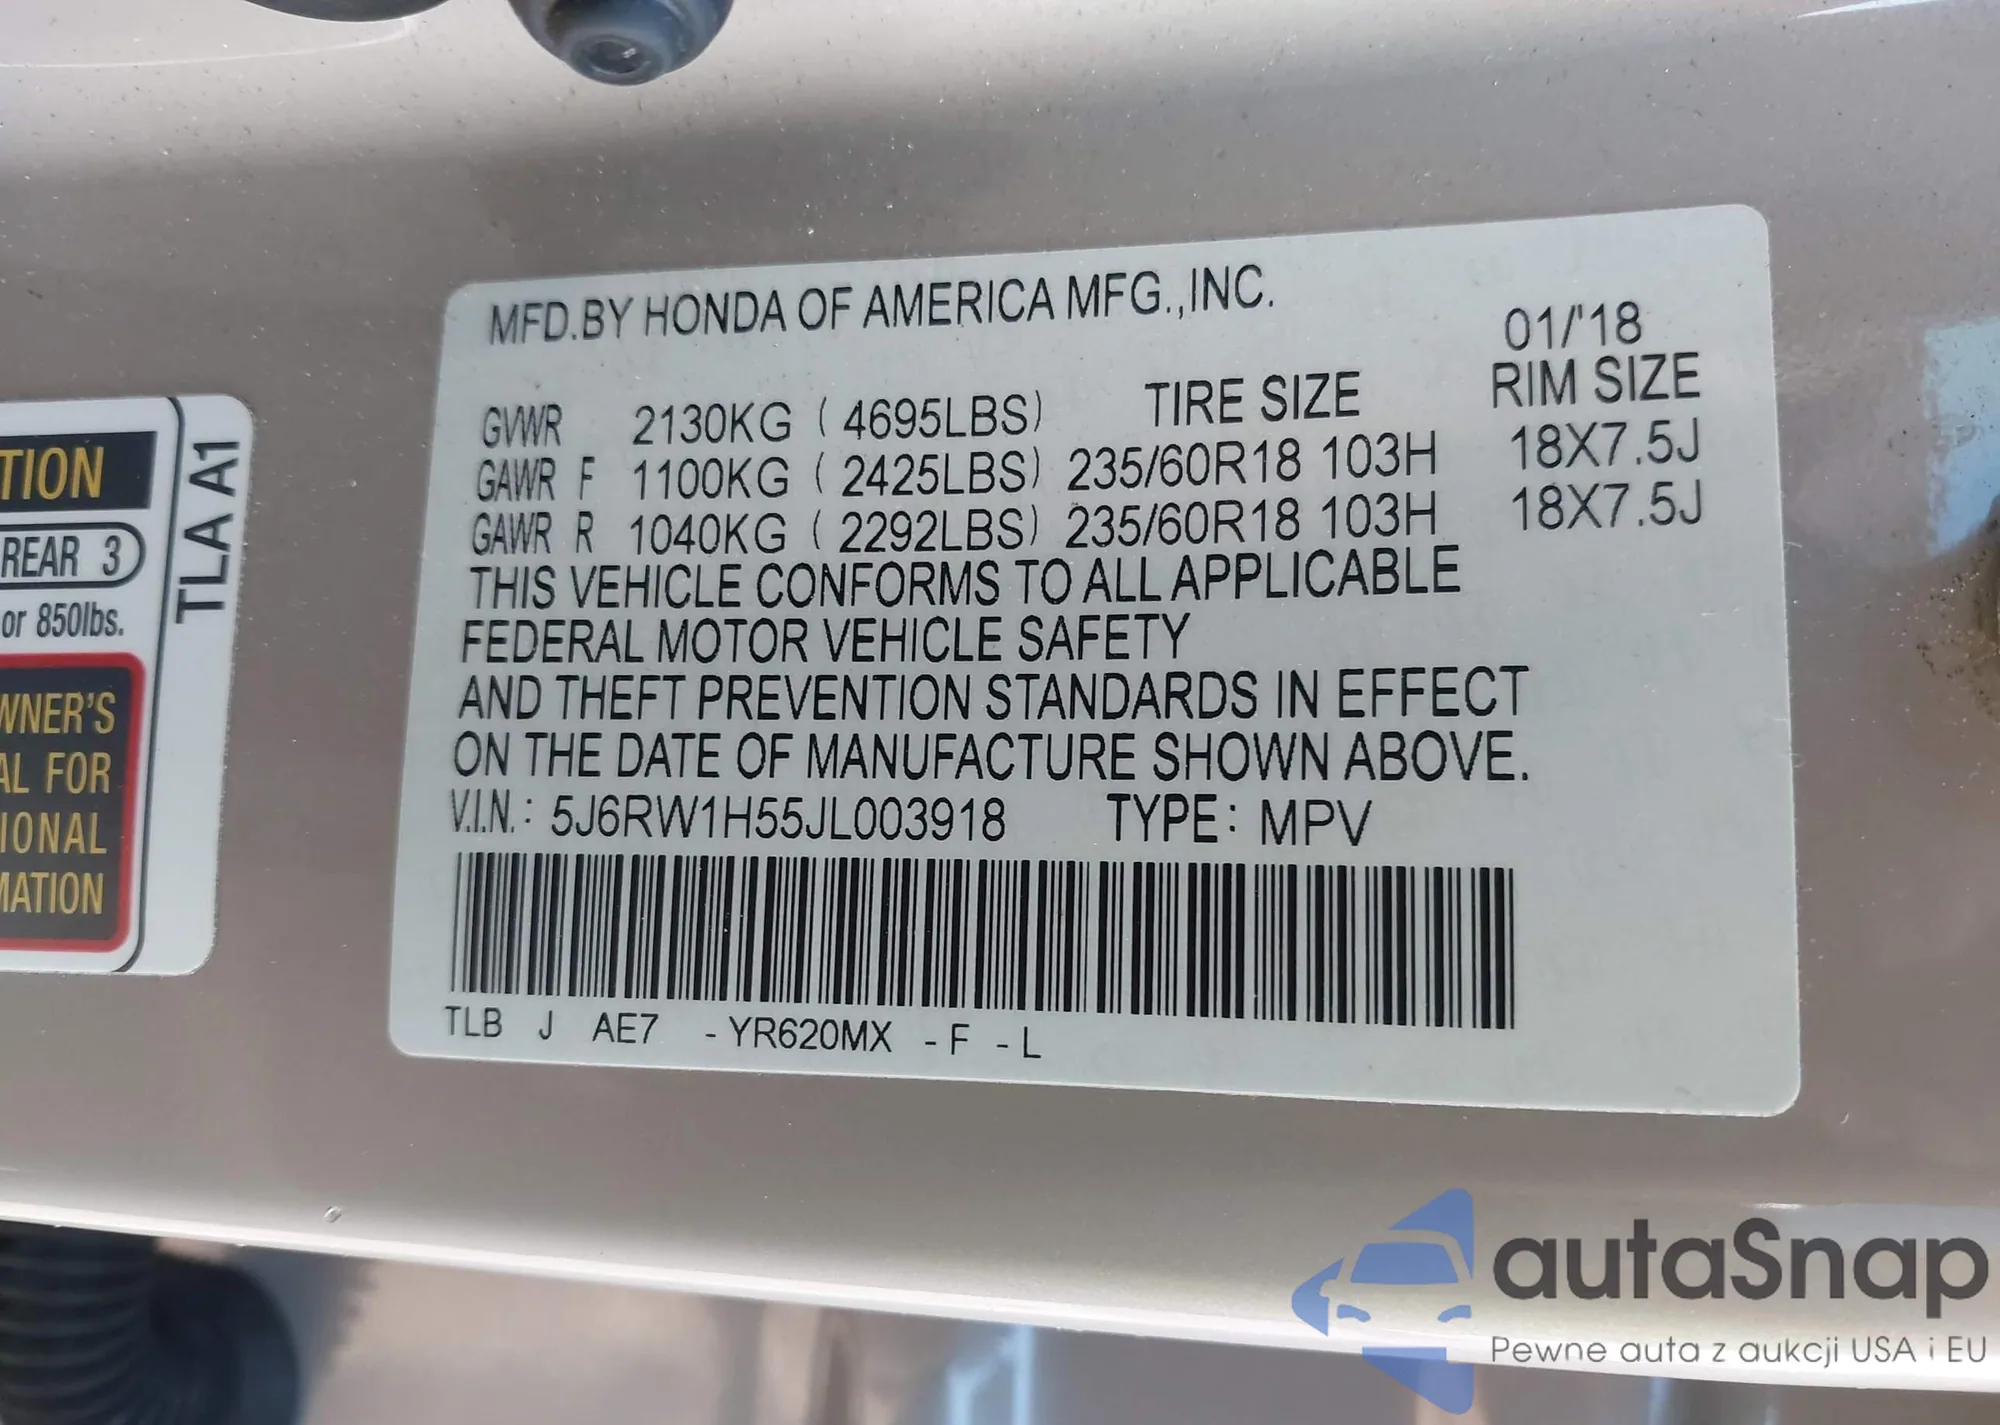 MFD.BY HONDA OF AMERICA MFG.,INC.
01/'18
GVWR 2130KG ( 4695LBS) TIRE SIZE RIM SIZE
GAWR F 1100KG ( 2425LBS) 235/60R18 103H 18X7.5J
GAWR R 1040KG ( 2292LBS) 235/60R18 103H 18X7.5J
THIS VEHICLE CONFORMS TO ALL APPLICABLE
FEDERAL MOTOR VEHICLE SAFETY
AND THEFT PREVENTION STANDARDS IN EFFECT
ON THE DATE OF MANUFACTURE SHOWN ABOVE.
V.I.N.: 5J6RW1H55JL003918 TYPE: MPV
TLB J AE7 -YR620MX -F -L
TION
REAR 3
or 850lbs.
WNER'S
AL FOR
IONAL
MATION
TLA A1
autaSnap
Pewne auta z aukcji USA i EU